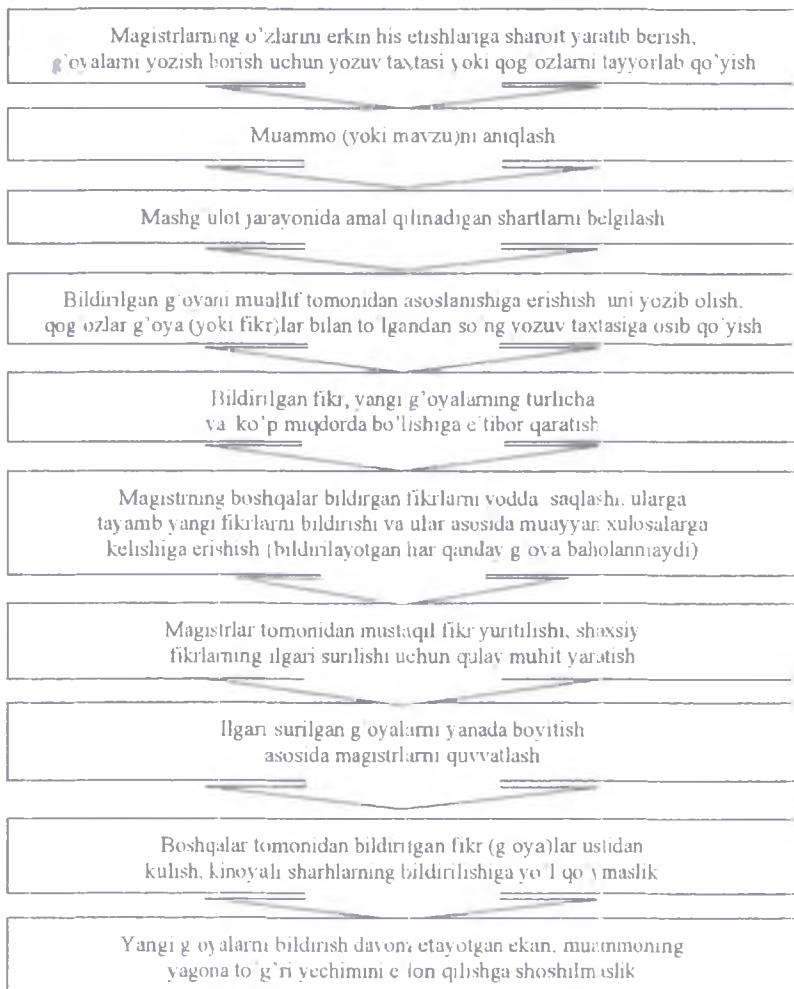 Magistrlarning o’zlarini erkin his etishlariga sharoit yaratib berish,
g‘oyalarni yozish borish uchun yozuv taxtasi yoki qog‘ozlarni tayyorlab qo‘yish
Muammo (yoki mavzu)ni aniqlash
Mashg‘ulot jarayonida amal qilinadigan shartlarni belgilash
Bildirilgan g‘oyani muallif tomonidan asoslanishiga erishish uni yozib olish,
qog‘ozlar g‘oya (yoki fikr)lar bilan to‘lgandan so‘ng yozuv taxtasiga osib qo‘yish
Bildirilgan fikr, yangi g’oyalarning turlicha
va ko’p miqdorda bo’lishiga e‘tibor qaratish
Magistrning boshqalar bildirgan fikrlarni yodda saqlashi, ularga
tayanib yangi fikrlarni bildirishi va ular asosida muayyan xulosalarga
kelishiga erishish (bildirilayotgan har qanday g‘oya baholanmaydi)
Magistrlar tomonidan mustaqil fikr yuritilishi, shaxsiy
fikrlarning ilgari surilishi uchun qulay muhit yaratish
Ilgari surilgan g‘oyalarni yanada boyitish
asosida magistrlarni quvvatlash
Boshqalar tomonidan bildirilgan fikr (g‘oya)lar ustidan
kulish, kinoyali sharhlarning bildirilishiga yo‘l qo‘ymaslik
Yangi g‘oyalarni bildirish davom etayotgan ekan, muammoning
yagona to‘g‘ri yechimini e‘lon qilishga shoshilmaslik